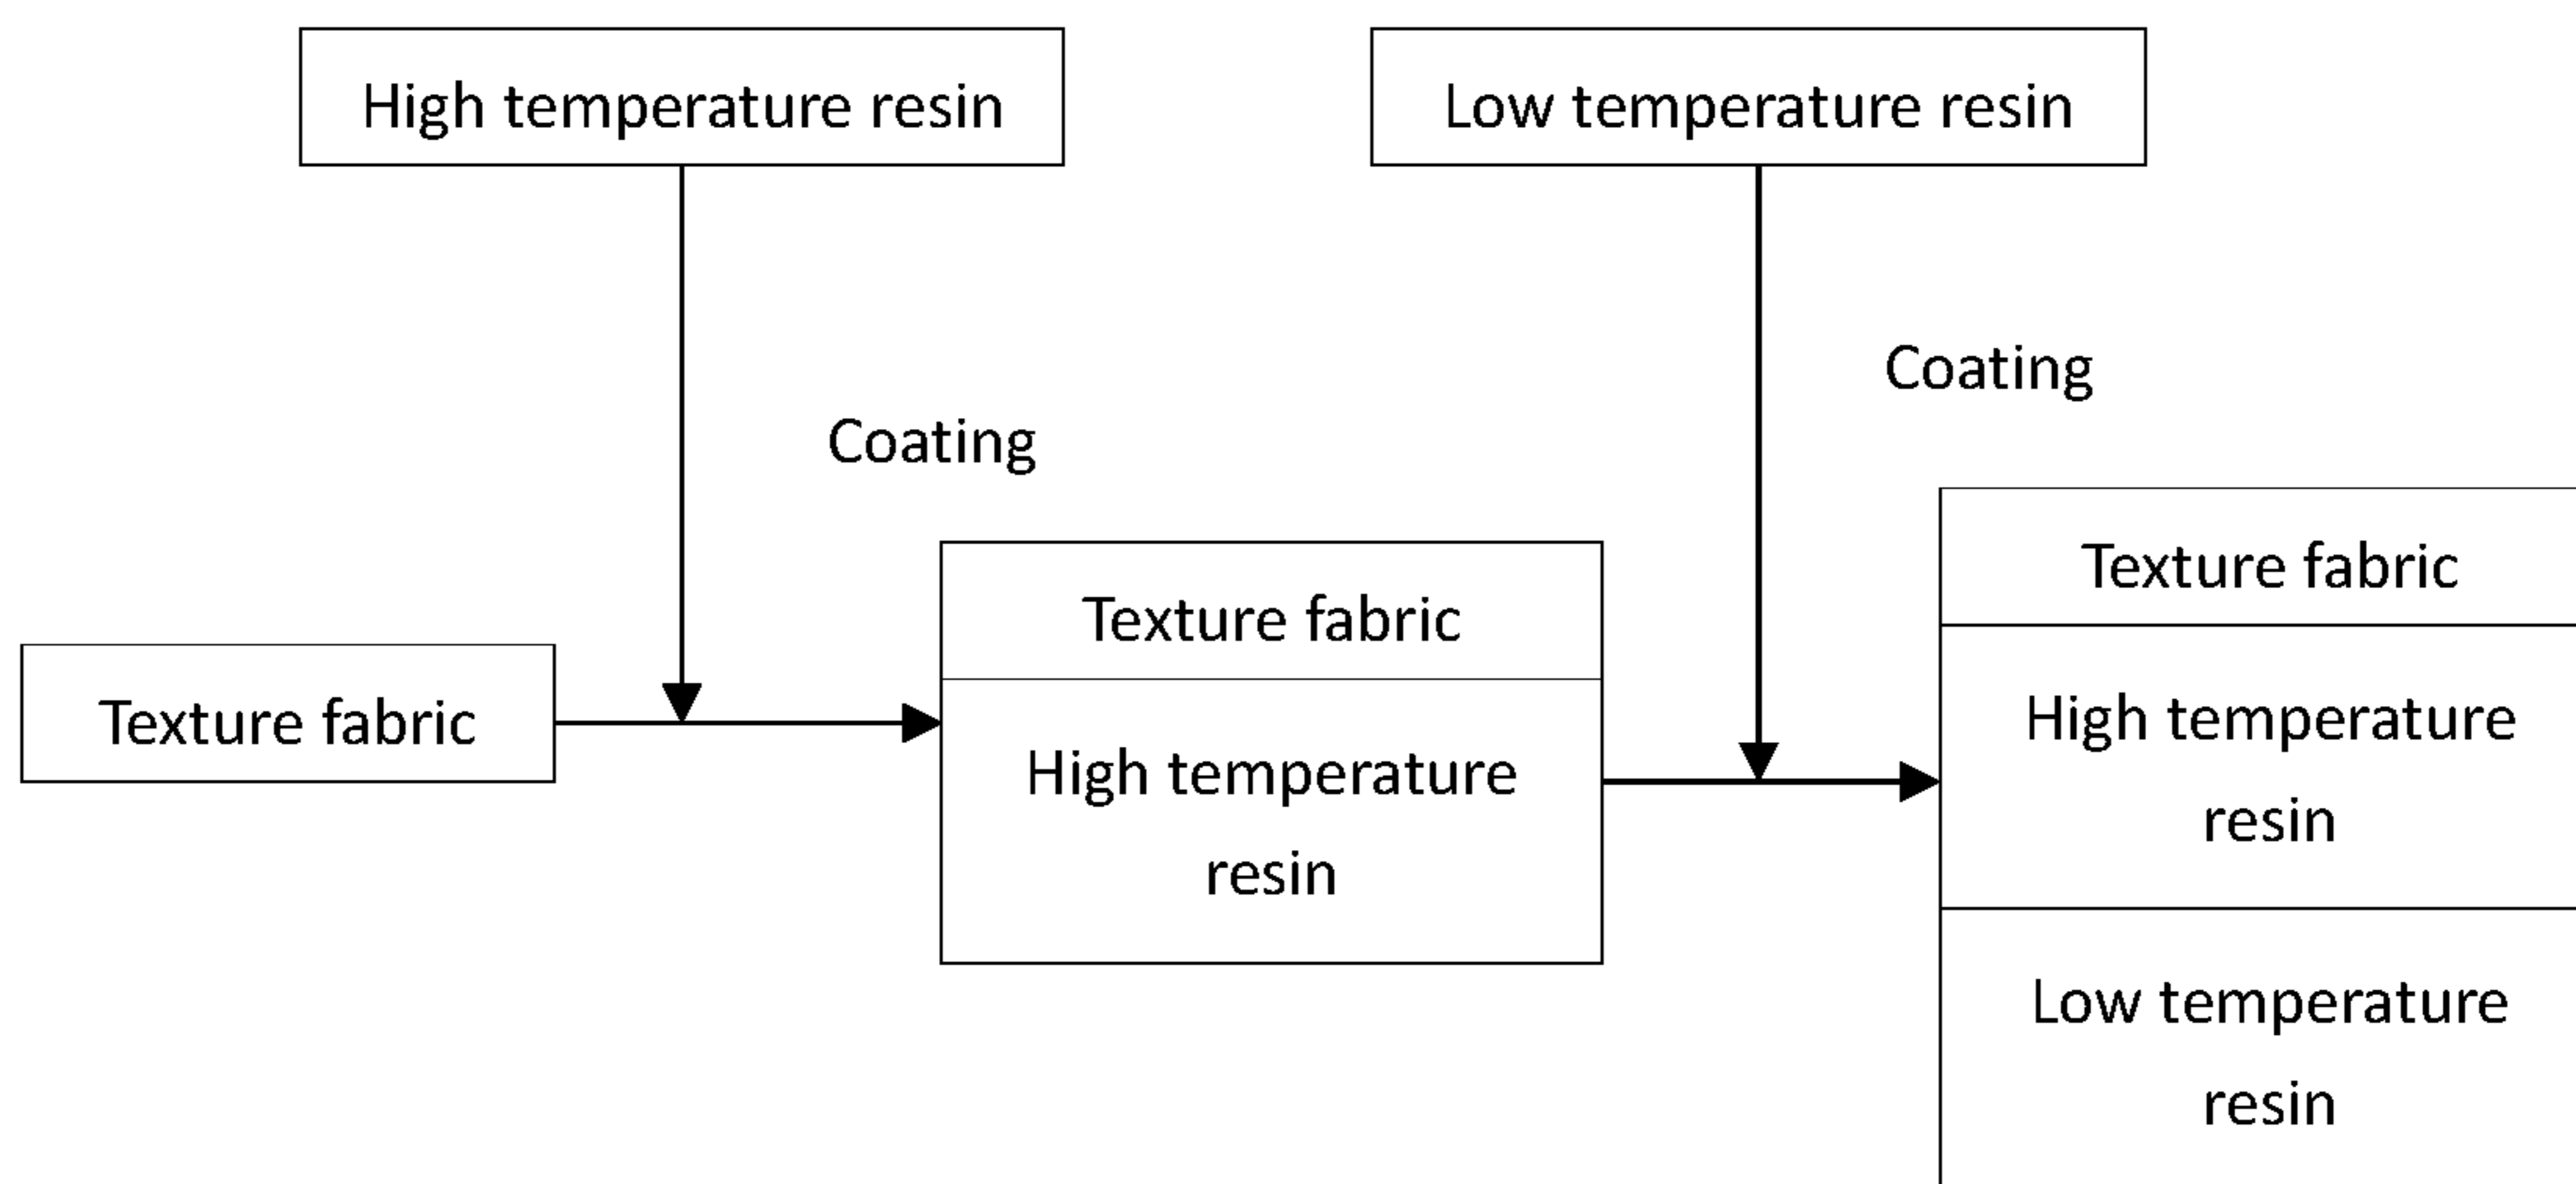 High temperature resin
Low temperature resin
Coating
Coating
Texture fabric
Texture fabric
High temperature
resin
Texture fabric
High temperature
resin
Low temperature
resin